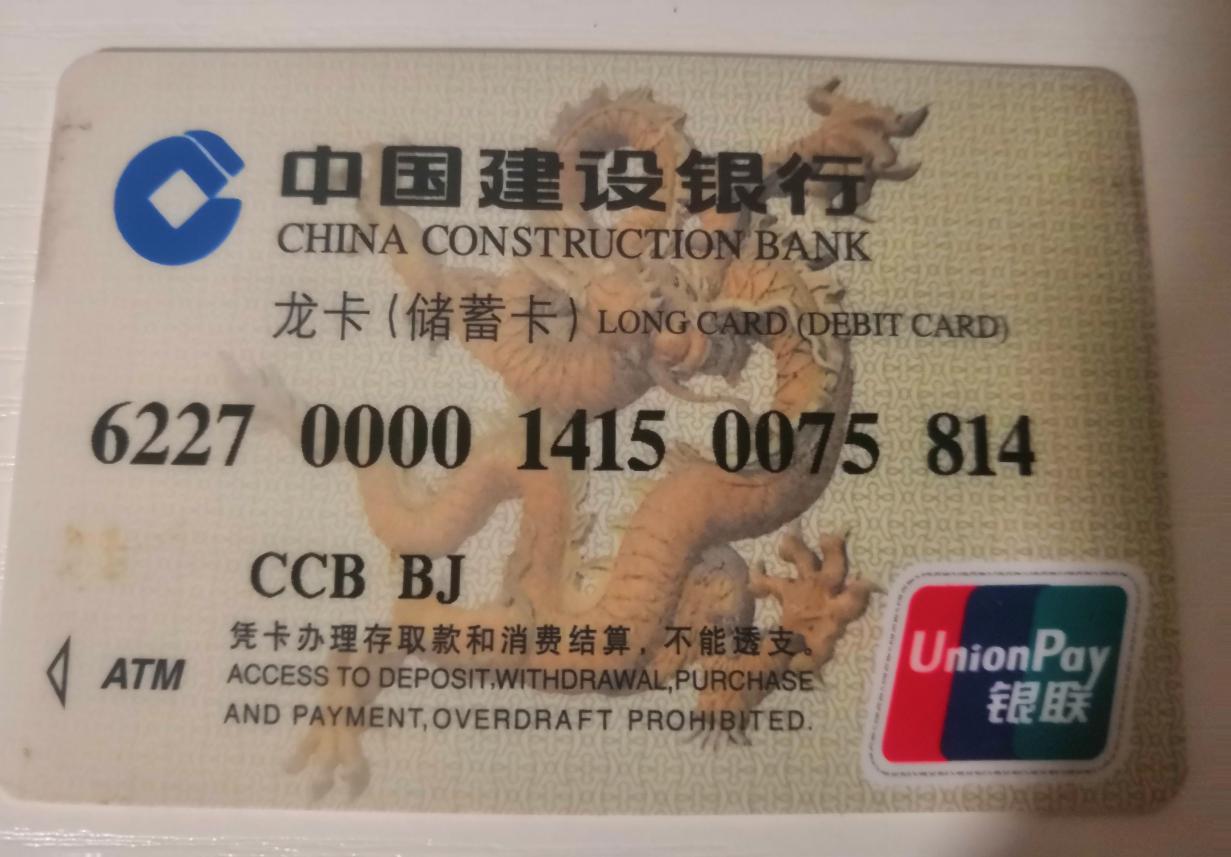 中国建设银行
CHINA CONSTRUCTION BANK
龙卡(储蓄卡) LONG CARD (DEBIT CARD)
6227 0000 1415 0075 814
CCB BJ
凭卡办理存取款和消费结算，不能透支。
ATM ACCESS TO DEPOSIT,WITHDRAWAL,PURCHASE
AND PAYMENT,OVERDRAFT PROHIBITED.
UnionPay
银联